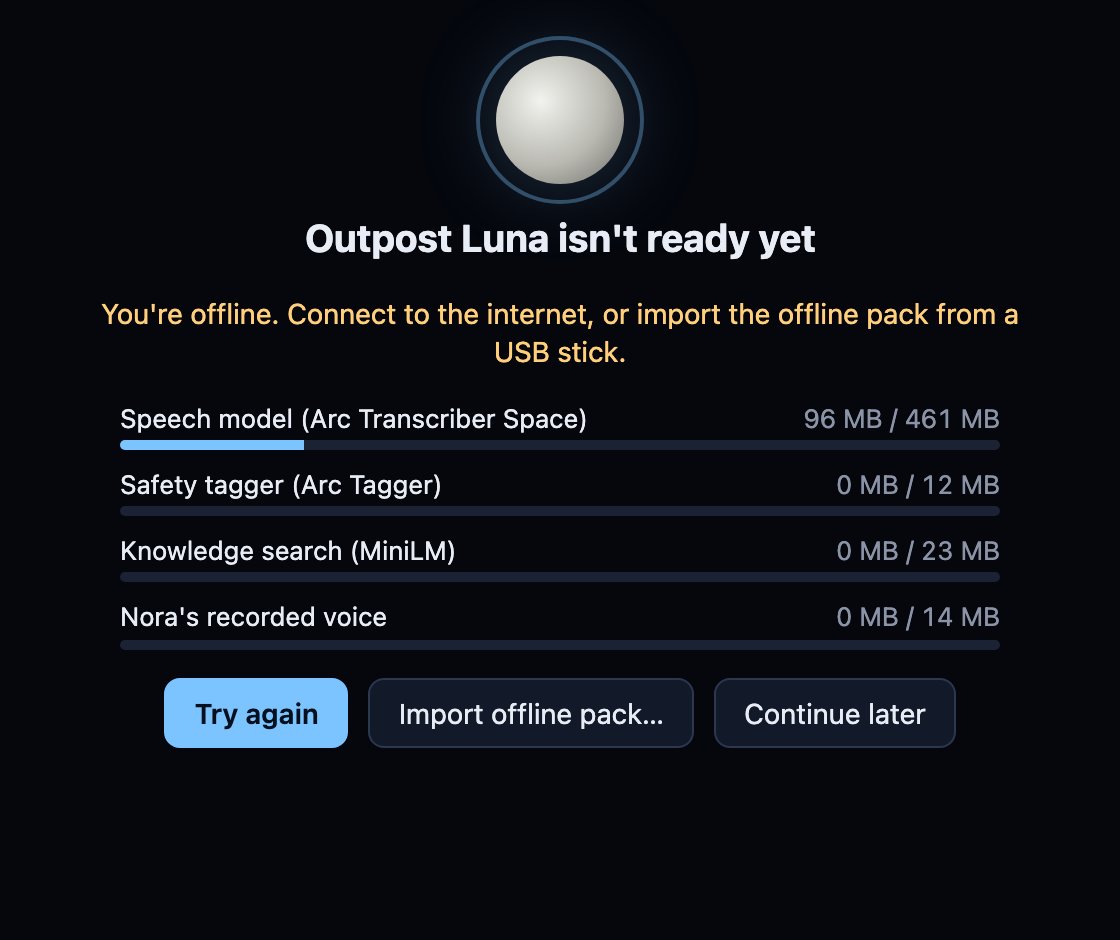 Outpost Luna isn't ready yet
You're offline. Connect to the internet, or import the offline pack from a
USB stick.
Speech model (Arc Transcriber Space) 96 MB / 461 MB
Safety tagger (Arc Tagger) 0 MB / 12 MB
Knowledge search (MiniLM) 0 MB / 23 MB
Nora's recorded voice 0 MB / 14 MB
Try again Import offline pack... Continue later